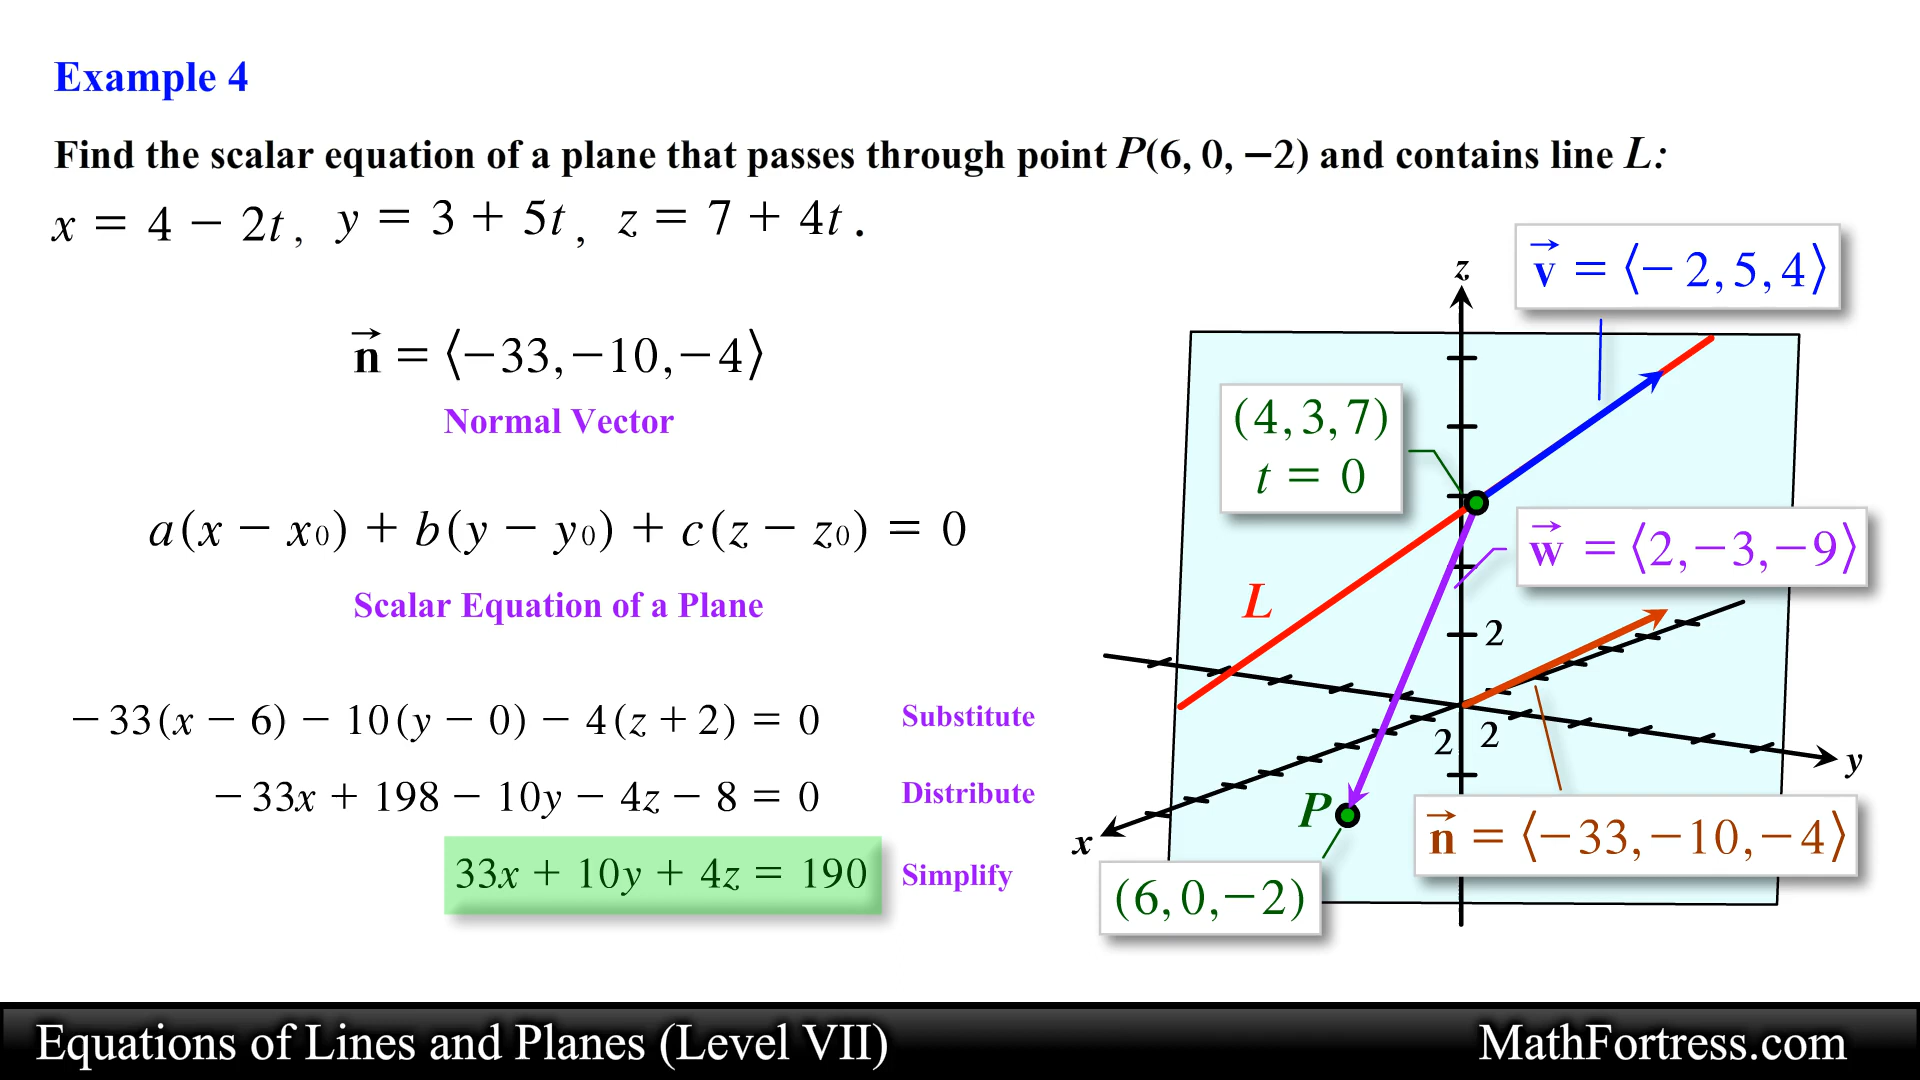 Example 4
Find the scalar equation of a plane that passes through point P(6, 0, −2) and contains line L:
x = 4 − 2t, y = 3 + 5t, z = 7 + 4t.
n⃗ = ⟨−33, −10, −4⟩
Normal Vector
a(x − x₀) + b(y − y₀) + c(z − z₀) = 0
Scalar Equation of a Plane
−33(x − 6) − 10(y − 0) − 4(z + 2) = 0 Substitute
−33x + 198 − 10y − 4z − 8 = 0 Distribute
33x + 10y + 4z = 190 Simplify
v⃗ = ⟨−2, 5, 4⟩
z
(4, 3, 7)
t = 0
w⃗ = ⟨2, −3, −9⟩
L
2
2 2
y
P
n⃗ = ⟨−33, −10, −4⟩
x
(6, 0, −2)
Equations of Lines and Planes (Level VII)
MathFortress.com